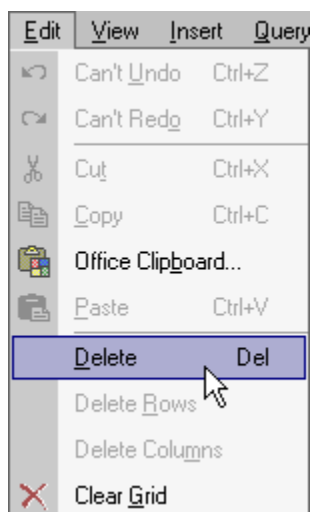 Edit View Insert Query
Can't Undo Ctrl+Z
Can't Redo Ctrl+Y
Cut Ctrl+X
Copy Ctrl+C
Office Clipboard...
Paste Ctrl+V
Delete Del
Delete Rows
Delete Columns
Clear Grid